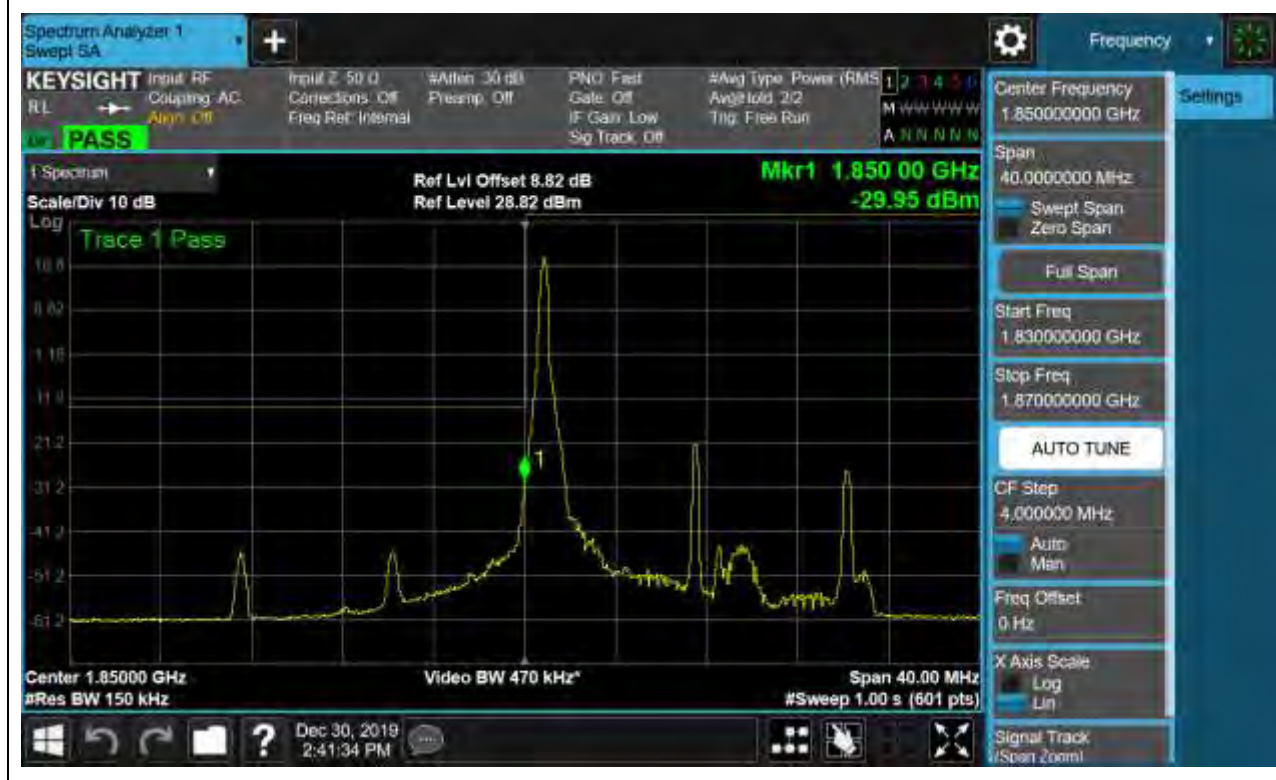 Spectrum Analyzer 1
Swept SA
+
Frequency
KEYSIGHT
Input: RF
RL
Coupling: AC
Align: Off
PASS
Input Z: 50 Ω
Corrections: Off
Freq Ref: Internal
#Atten: 30 dB
Preamp: Off
PNO: Fast
Gate: Off
IF Gain: Low
Sig Track: Off
#Avg Type: Power (RMS
Avg|Hold: 2/2
Trig: Free Run
1 2 3 4 5 6
M W W W W W
A N N N N N
1 Spectrum
Scale/Div 10 dB
Log
Ref Lvl Offset 8.82 dB
Ref Level 28.82 dBm
Mkr1 1.850 00 GHz
-29.95 dBm
Trace 1 Pass
18.8
8.82
-1.18
-11.2
-21.2
-31.2
-41.2
-51.2
-61.2
1
Center 1.85000 GHz
#Res BW 150 kHz
Video BW 470 kHz*
Span 40.00 MHz
#Sweep 1.00 s (601 pts)
Center Frequency
1.850000000 GHz
Settings
Span
40.0000000 MHz
Swept Span
Zero Span
Full Span
Start Freq
1.830000000 GHz
Stop Freq
1.870000000 GHz
AUTO TUNE
CF Step
4.000000 MHz
Auto
Man
Freq Offset
0 Hz
X Axis Scale
Log
Lin
Signal Track
(Span Zoom)
?
Dec 30, 2019
2:41:34 PM